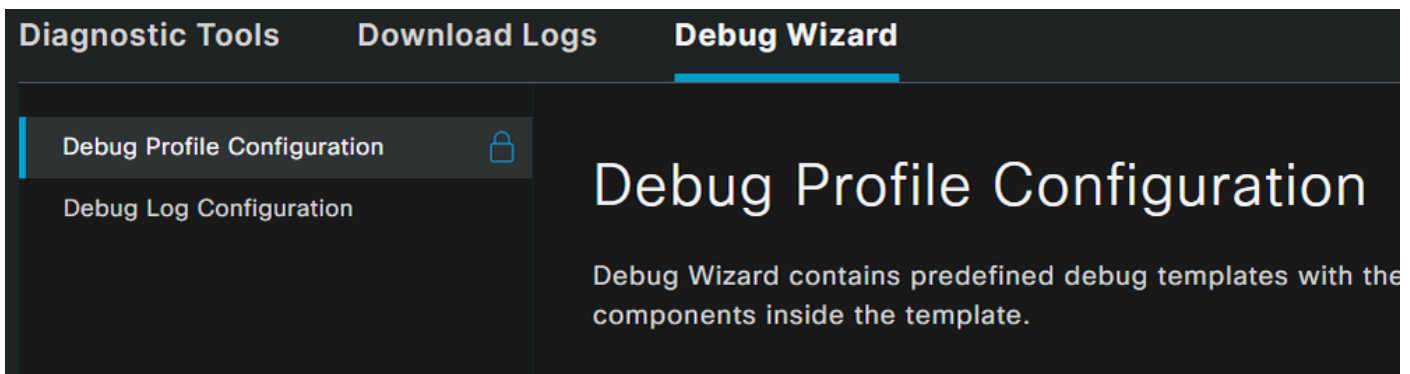 Diagnostic Tools Download Logs Debug Wizard
Debug Profile Configuration
Debug Log Configuration
Debug Profile Configuration
Debug Wizard contains predefined debug templates with the
components inside the template.